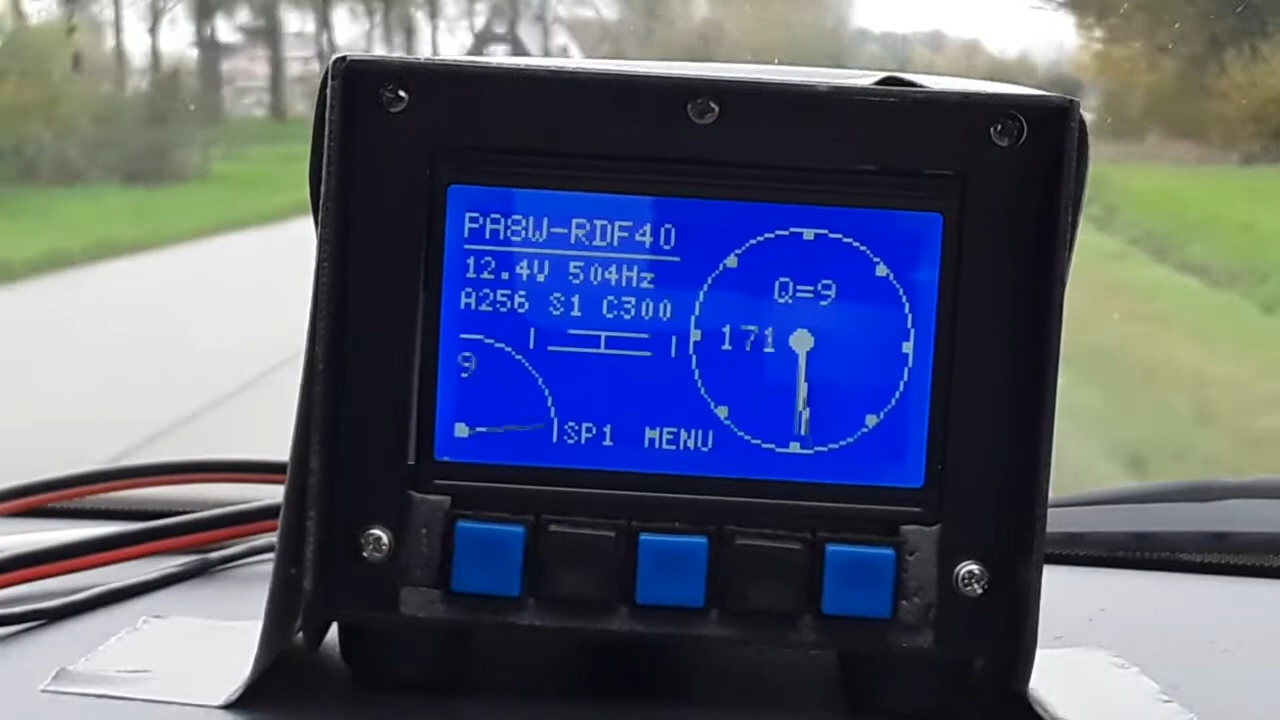 PA8W-RDF40
12.4V 504Hz
A256 S1 C300
Q=9
171
9
SP1 MENU